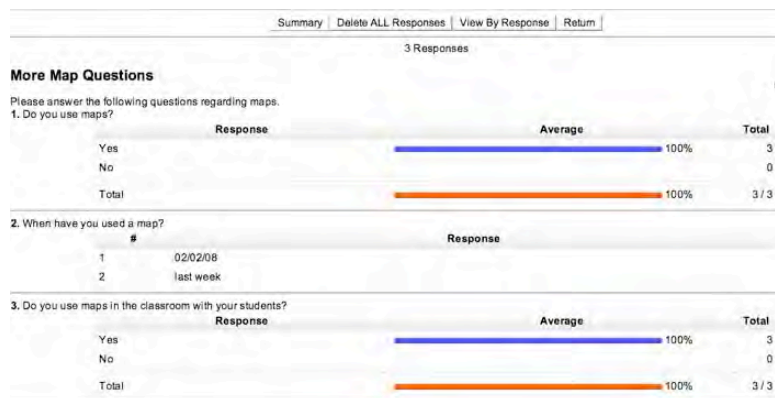 Summary Delete ALL Responses View By Response Return
3 Responses
More Map Questions
Please answer the following questions regarding maps.
1. Do you use maps?
Response Average Total
Yes 100% 3
No 0
Total 100% 3 / 3
2. When have you used a map?
# Response
1 02/02/08
2 last week
3. Do you use maps in the classroom with your students?
Response Average Total
Yes 100% 3
No 0
Total 100% 3 / 3